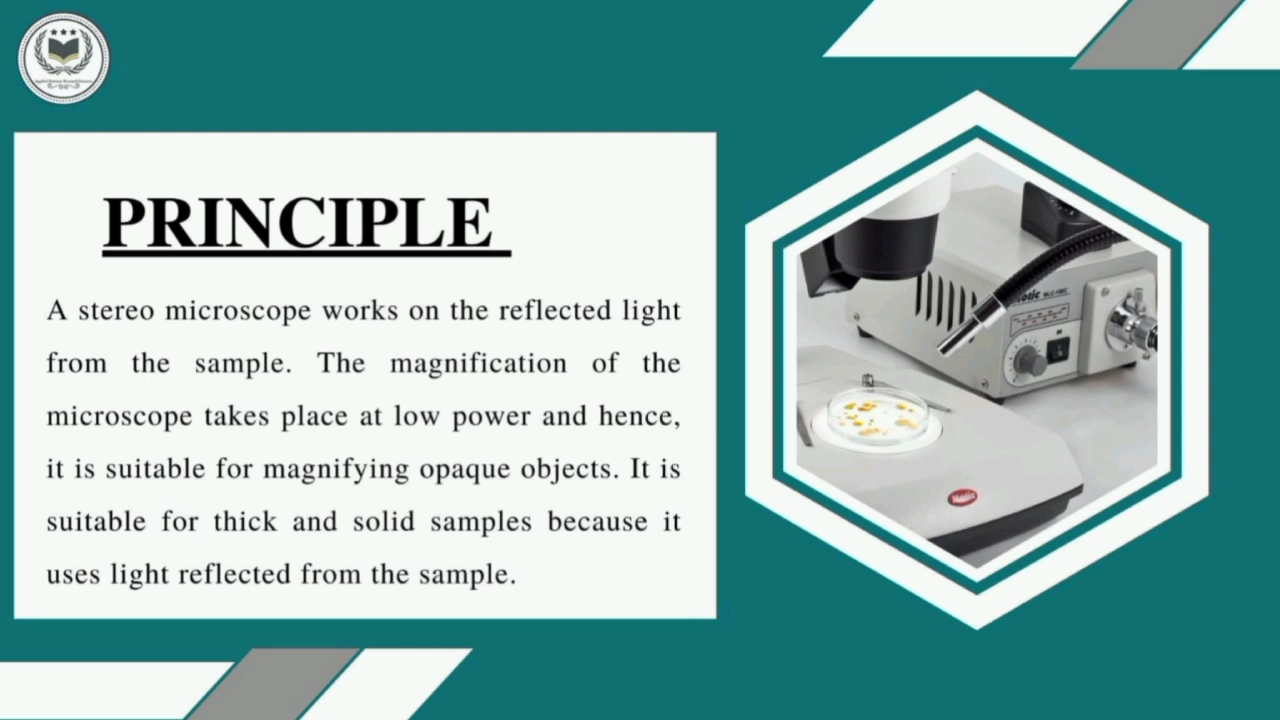 PRINCIPLE
A stereo microscope works on the reflected light
from the sample. The magnification of the
microscope takes place at low power and hence,
it is suitable for magnifying opaque objects. It is
suitable for thick and solid samples because it
uses light reflected from the sample.
Motic